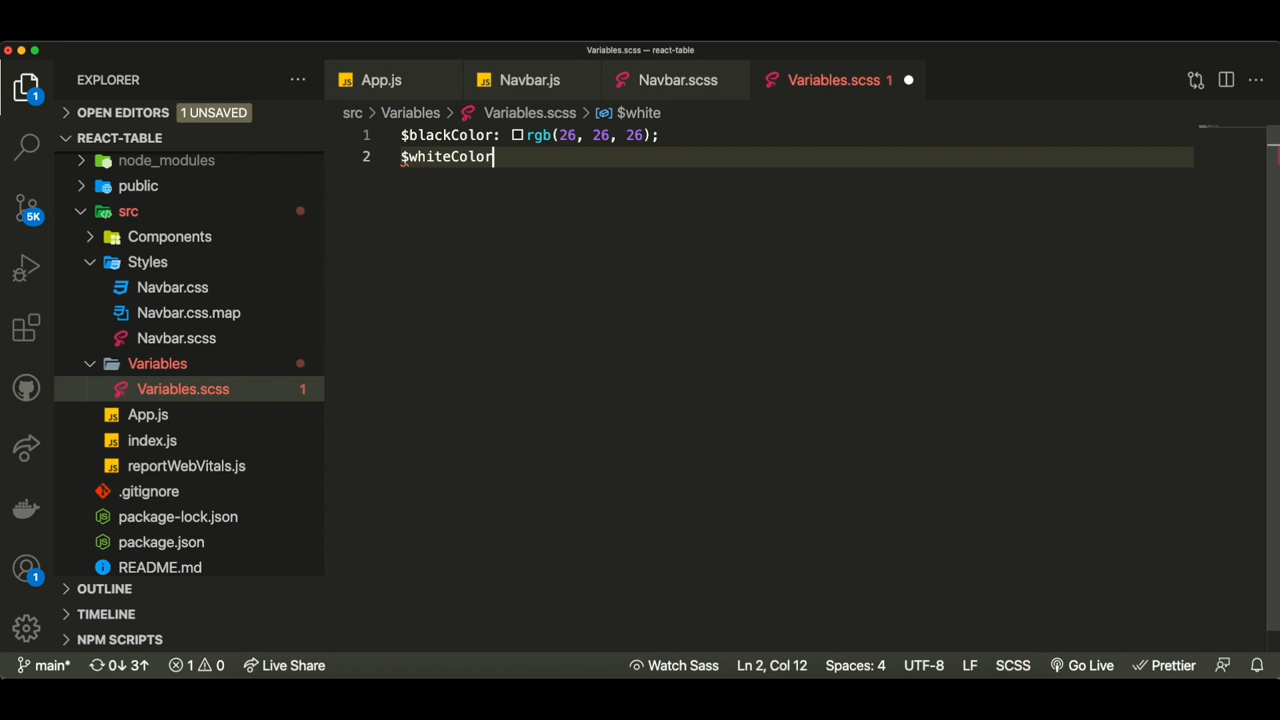 Variables.scss — react-table
EXPLORER
App.js
Navbar.js
Navbar.scss
Variables.scss 1
1
OPEN EDITORS 1 UNSAVED
src > Variables > Variables.scss > $white
REACT-TABLE
1 $blackColor: rgb(26, 26, 26);
2 $whiteColor
node_modules
public
5K
src
Components
Styles
Navbar.css
Navbar.css.map
Navbar.scss
Variables
Variables.scss 1
App.js
index.js
reportWebVitals.js
.gitignore
package-lock.json
package.json
README.md
1
OUTLINE
TIMELINE
NPM SCRIPTS
main* 0↓ 3↑ 1 0 Live Share Watch Sass Ln 2, Col 12 Spaces: 4 UTF-8 LF SCSS Go Live Prettier